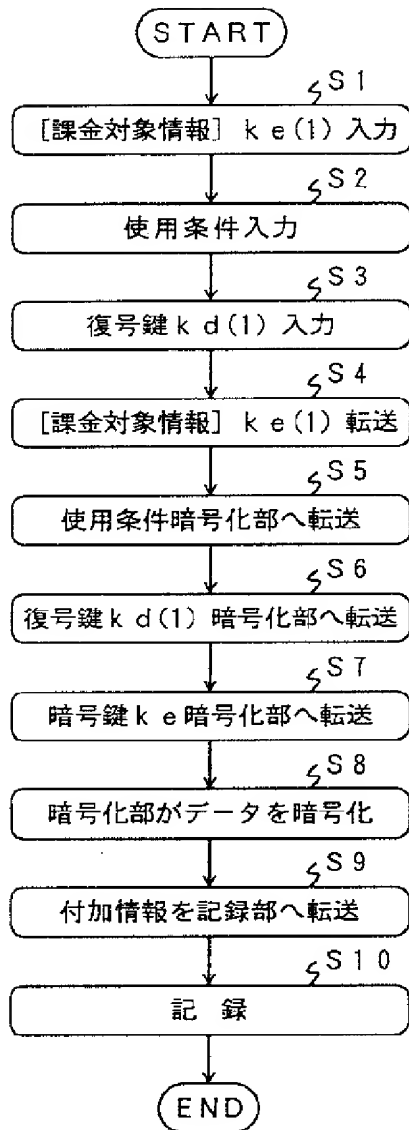 START
S1
[課金対象情報] ke(1) 入力
S2
使用条件入力
S3
復号鍵kd(1) 入力
S4
[課金対象情報] ke(1) 転送
S5
使用条件暗号化部へ転送
S6
復号鍵kd(1) 暗号化部へ転送
S7
暗号鍵ke暗号化部へ転送
S8
暗号化部がデータを暗号化
S9
付加情報を記録部へ転送
S10
記 録
END